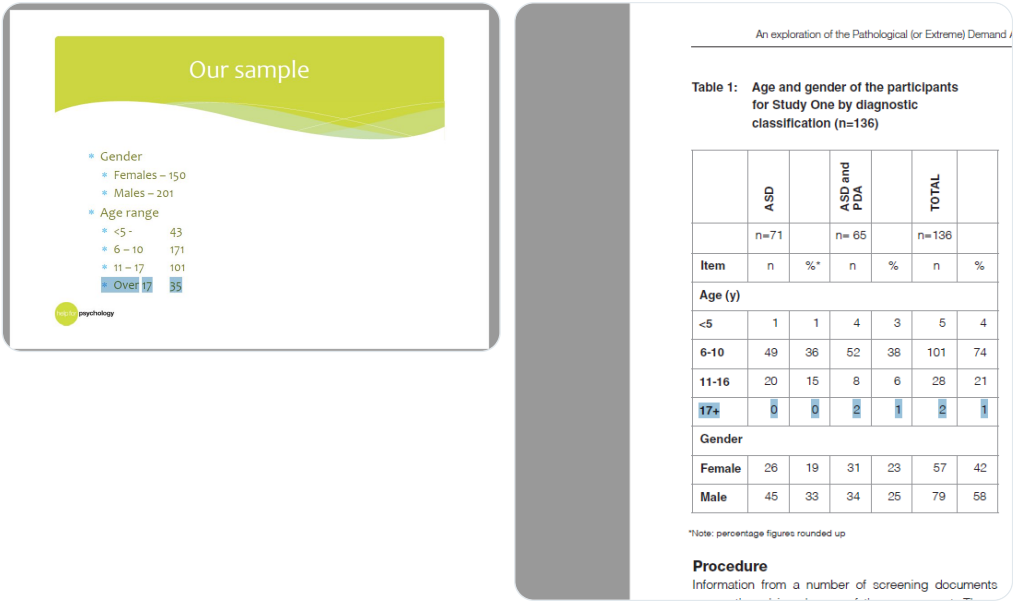 Our sample
* Gender
* Females – 150
* Males – 201
* Age range
* <5 - 43
* 6 – 10 171
* 11 – 17 101
* Over 17 35
help for psychology
An exploration of the Pathological (or Extreme) Demand
Table 1: Age and gender of the participants
for Study One by diagnostic
classification (n=136)
ASD ASD and PDA TOTAL
n=71 n= 65 n=136
Item n %* n % n %
Age (y)
<5 1 1 4 3 5 4
6-10 49 36 52 38 101 74
11-16 20 15 8 6 28 21
17+ 0 0 2 1 2 1
Gender
Female 26 19 31 23 57 42
Male 45 33 34 25 79 58
*Note: percentage figures rounded up
Procedure
Information from a number of screening documents